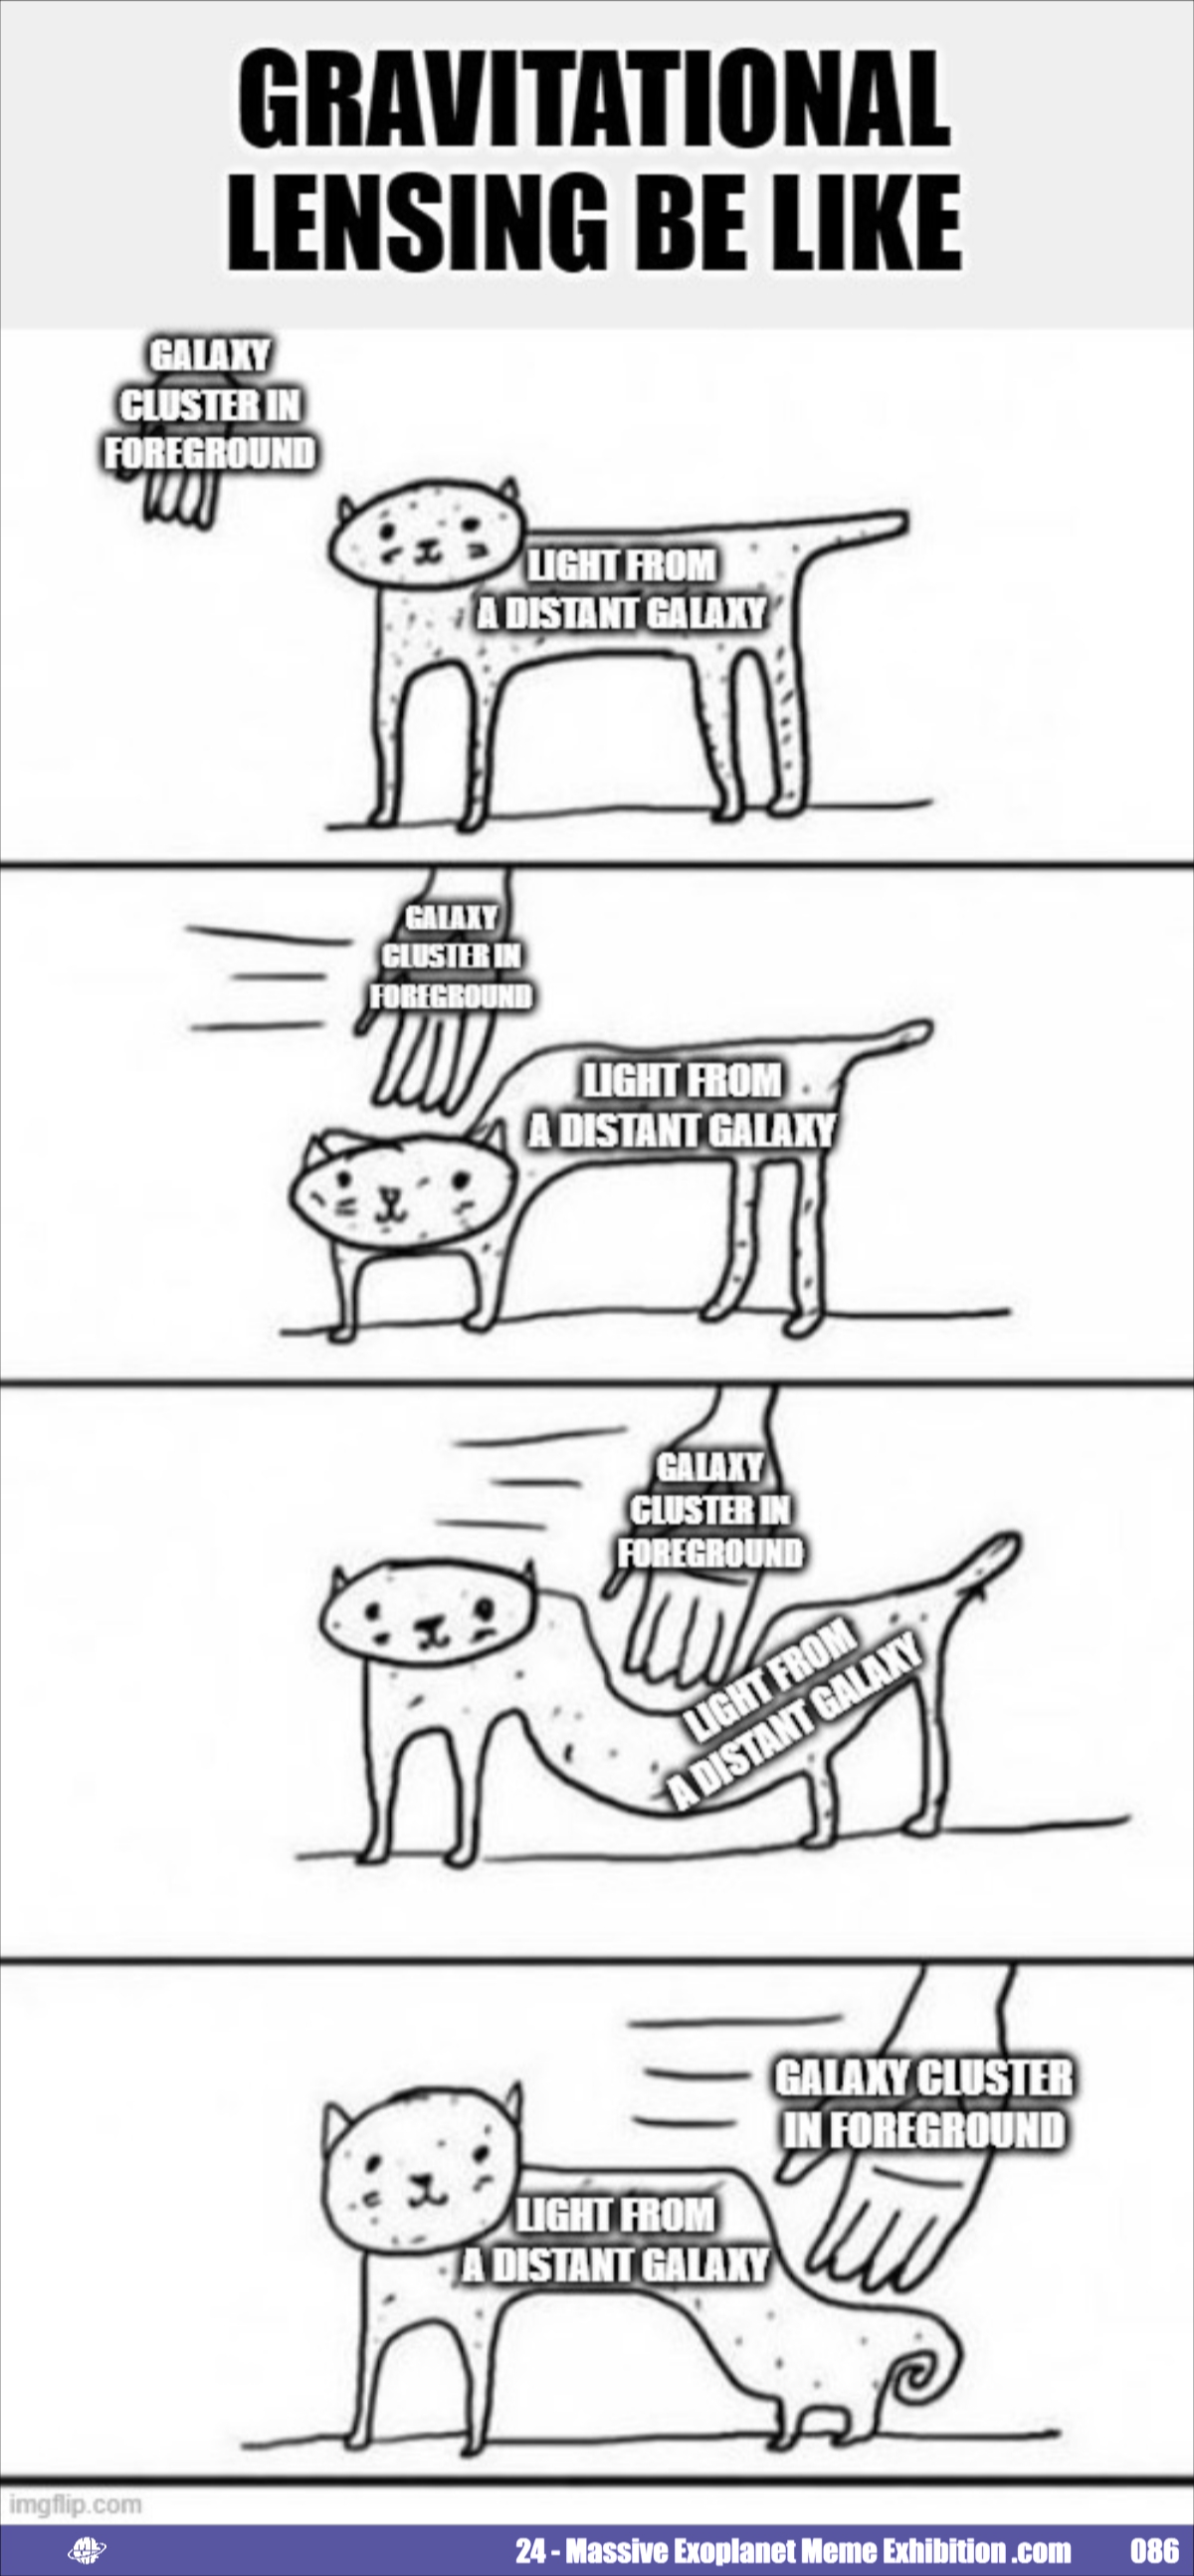 GRAVITATIONAL
LENSING BE LIKE
GALAXY
CLUSTER IN
FOREGROUND
LIGHT FROM
A DISTANT GALAXY
GALAXY
CLUSTER IN
FOREGROUND
LIGHT FROM
A DISTANT GALAXY
GALAXY
CLUSTER IN
FOREGROUND
LIGHT FROM
A DISTANT GALAXY
GALAXY CLUSTER
IN FOREGROUND
LIGHT FROM
A DISTANT GALAXY
imgflip.com
24 - Massive Exoplanet Meme Exhibition .com 086